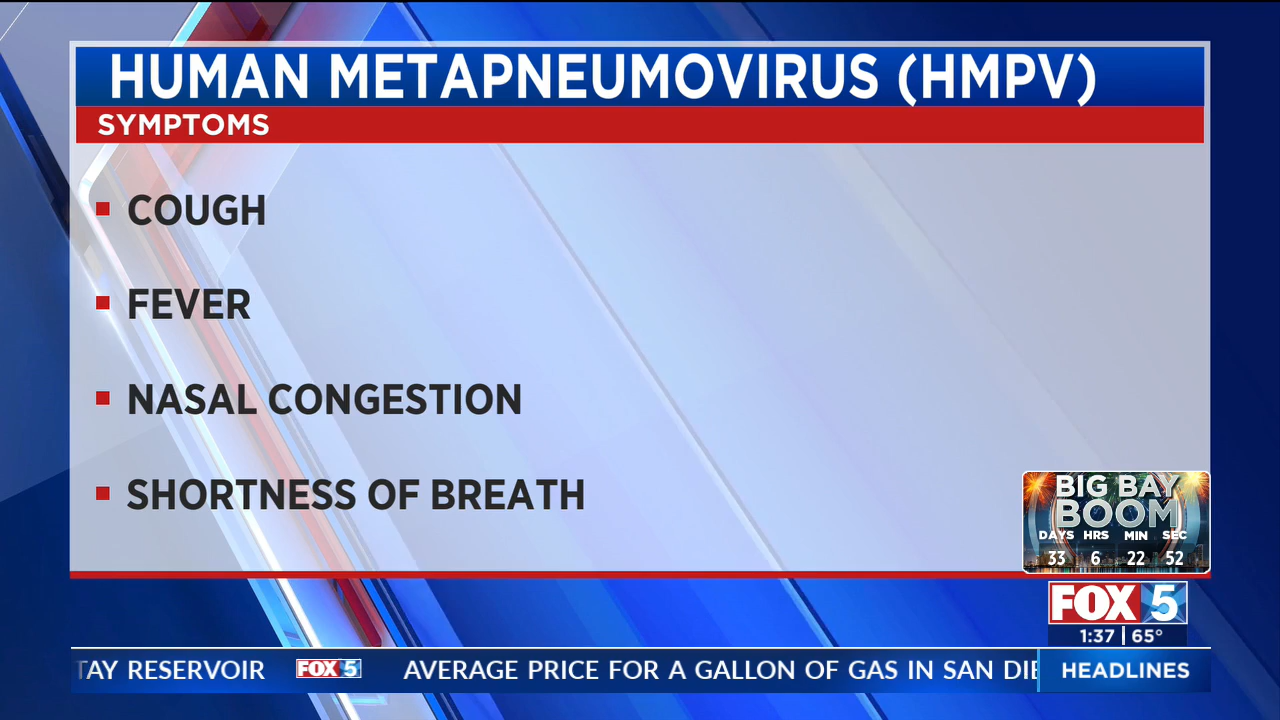 HUMAN METAPNEUMOVIRUS (HMPV)
SYMPTOMS
COUGH
FEVER
NASAL CONGESTION
SHORTNESS OF BREATH
BIG BAY
BOOM
DAYS HRS MIN SEC
33 6 22 52
FOX 5
1:37 | 65°
TAY RESERVOIR FOX 5 AVERAGE PRICE FOR A GALLON OF GAS IN SAN DIE
HEADLINES